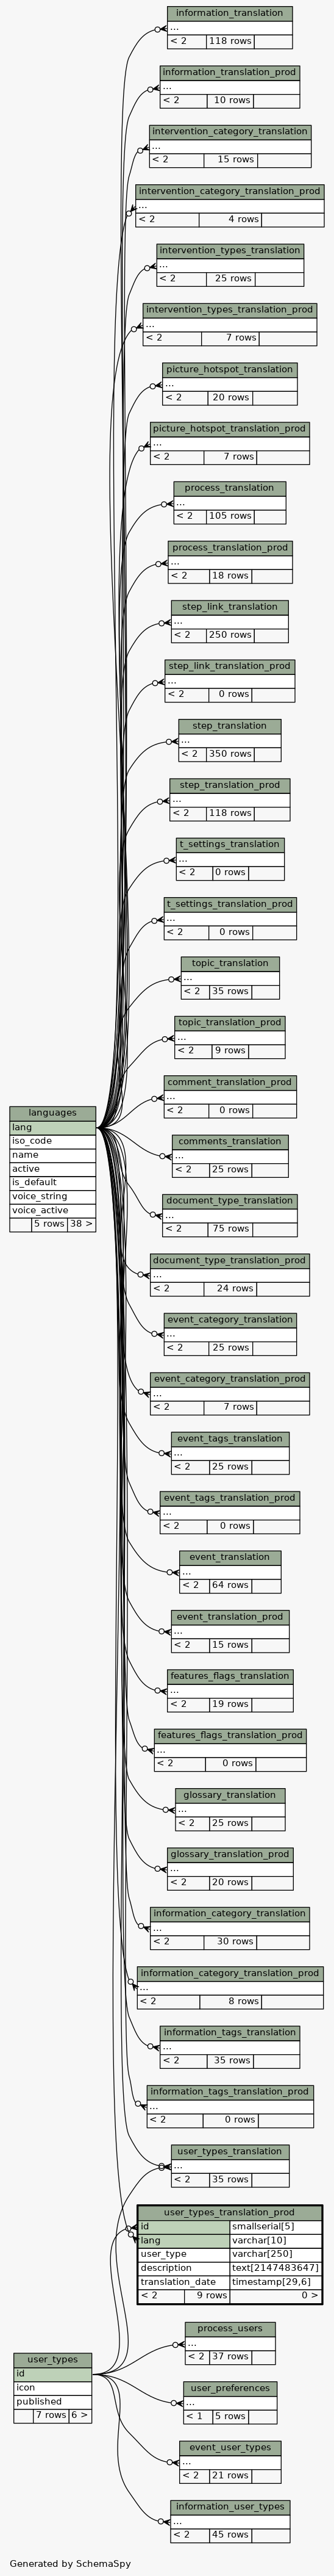 information_translation
...
< 2 118 rows
information_translation_prod
...
< 2 10 rows
intervention_category_translation
...
< 2 15 rows
intervention_category_translation_prod
...
< 2 4 rows
intervention_types_translation
...
< 2 25 rows
intervention_types_translation_prod
...
< 2 7 rows
picture_hotspot_translation
...
< 2 20 rows
picture_hotspot_translation_prod
...
< 2 7 rows
process_translation
...
< 2 105 rows
process_translation_prod
...
< 2 18 rows
step_link_translation
...
< 2 250 rows
step_link_translation_prod
...
< 2 0 rows
step_translation
...
< 2 350 rows
step_translation_prod
...
< 2 118 rows
t_settings_translation
...
< 2 0 rows
t_settings_translation_prod
...
< 2 0 rows
topic_translation
...
< 2 35 rows
topic_translation_prod
...
< 2 9 rows
comment_translation_prod
...
< 2 0 rows
languages
lang
iso_code
name
active
is_default
voice_string
voice_active
5 rows 38 >
comments_translation
...
< 2 25 rows
document_type_translation
...
< 2 75 rows
document_type_translation_prod
...
< 2 24 rows
event_category_translation
...
< 2 25 rows
event_category_translation_prod
...
< 2 7 rows
event_tags_translation
...
< 2 25 rows
event_tags_translation_prod
...
< 2 0 rows
event_translation
...
< 2 64 rows
event_translation_prod
...
< 2 15 rows
features_flags_translation
...
< 2 19 rows
features_flags_translation_prod
...
< 2 0 rows
glossary_translation
...
< 2 25 rows
glossary_translation_prod
...
< 2 20 rows
information_category_translation
...
< 2 30 rows
information_category_translation_prod
...
< 2 8 rows
information_tags_translation
...
< 2 35 rows
information_tags_translation_prod
...
< 2 0 rows
user_types_translation
...
< 2 35 rows
user_types_translation_prod
id smallserial[5]
lang varchar[10]
user_type varchar[250]
description text[2147483647]
translation_date timestamp[29,6]
< 2 9 rows 0 >
process_users
...
< 2 37 rows
user_types
id
icon
published
7 rows 6 >
user_preferences
...
< 1 5 rows
event_user_types
...
< 2 21 rows
information_user_types
...
< 2 45 rows
Generated by SchemaSpy